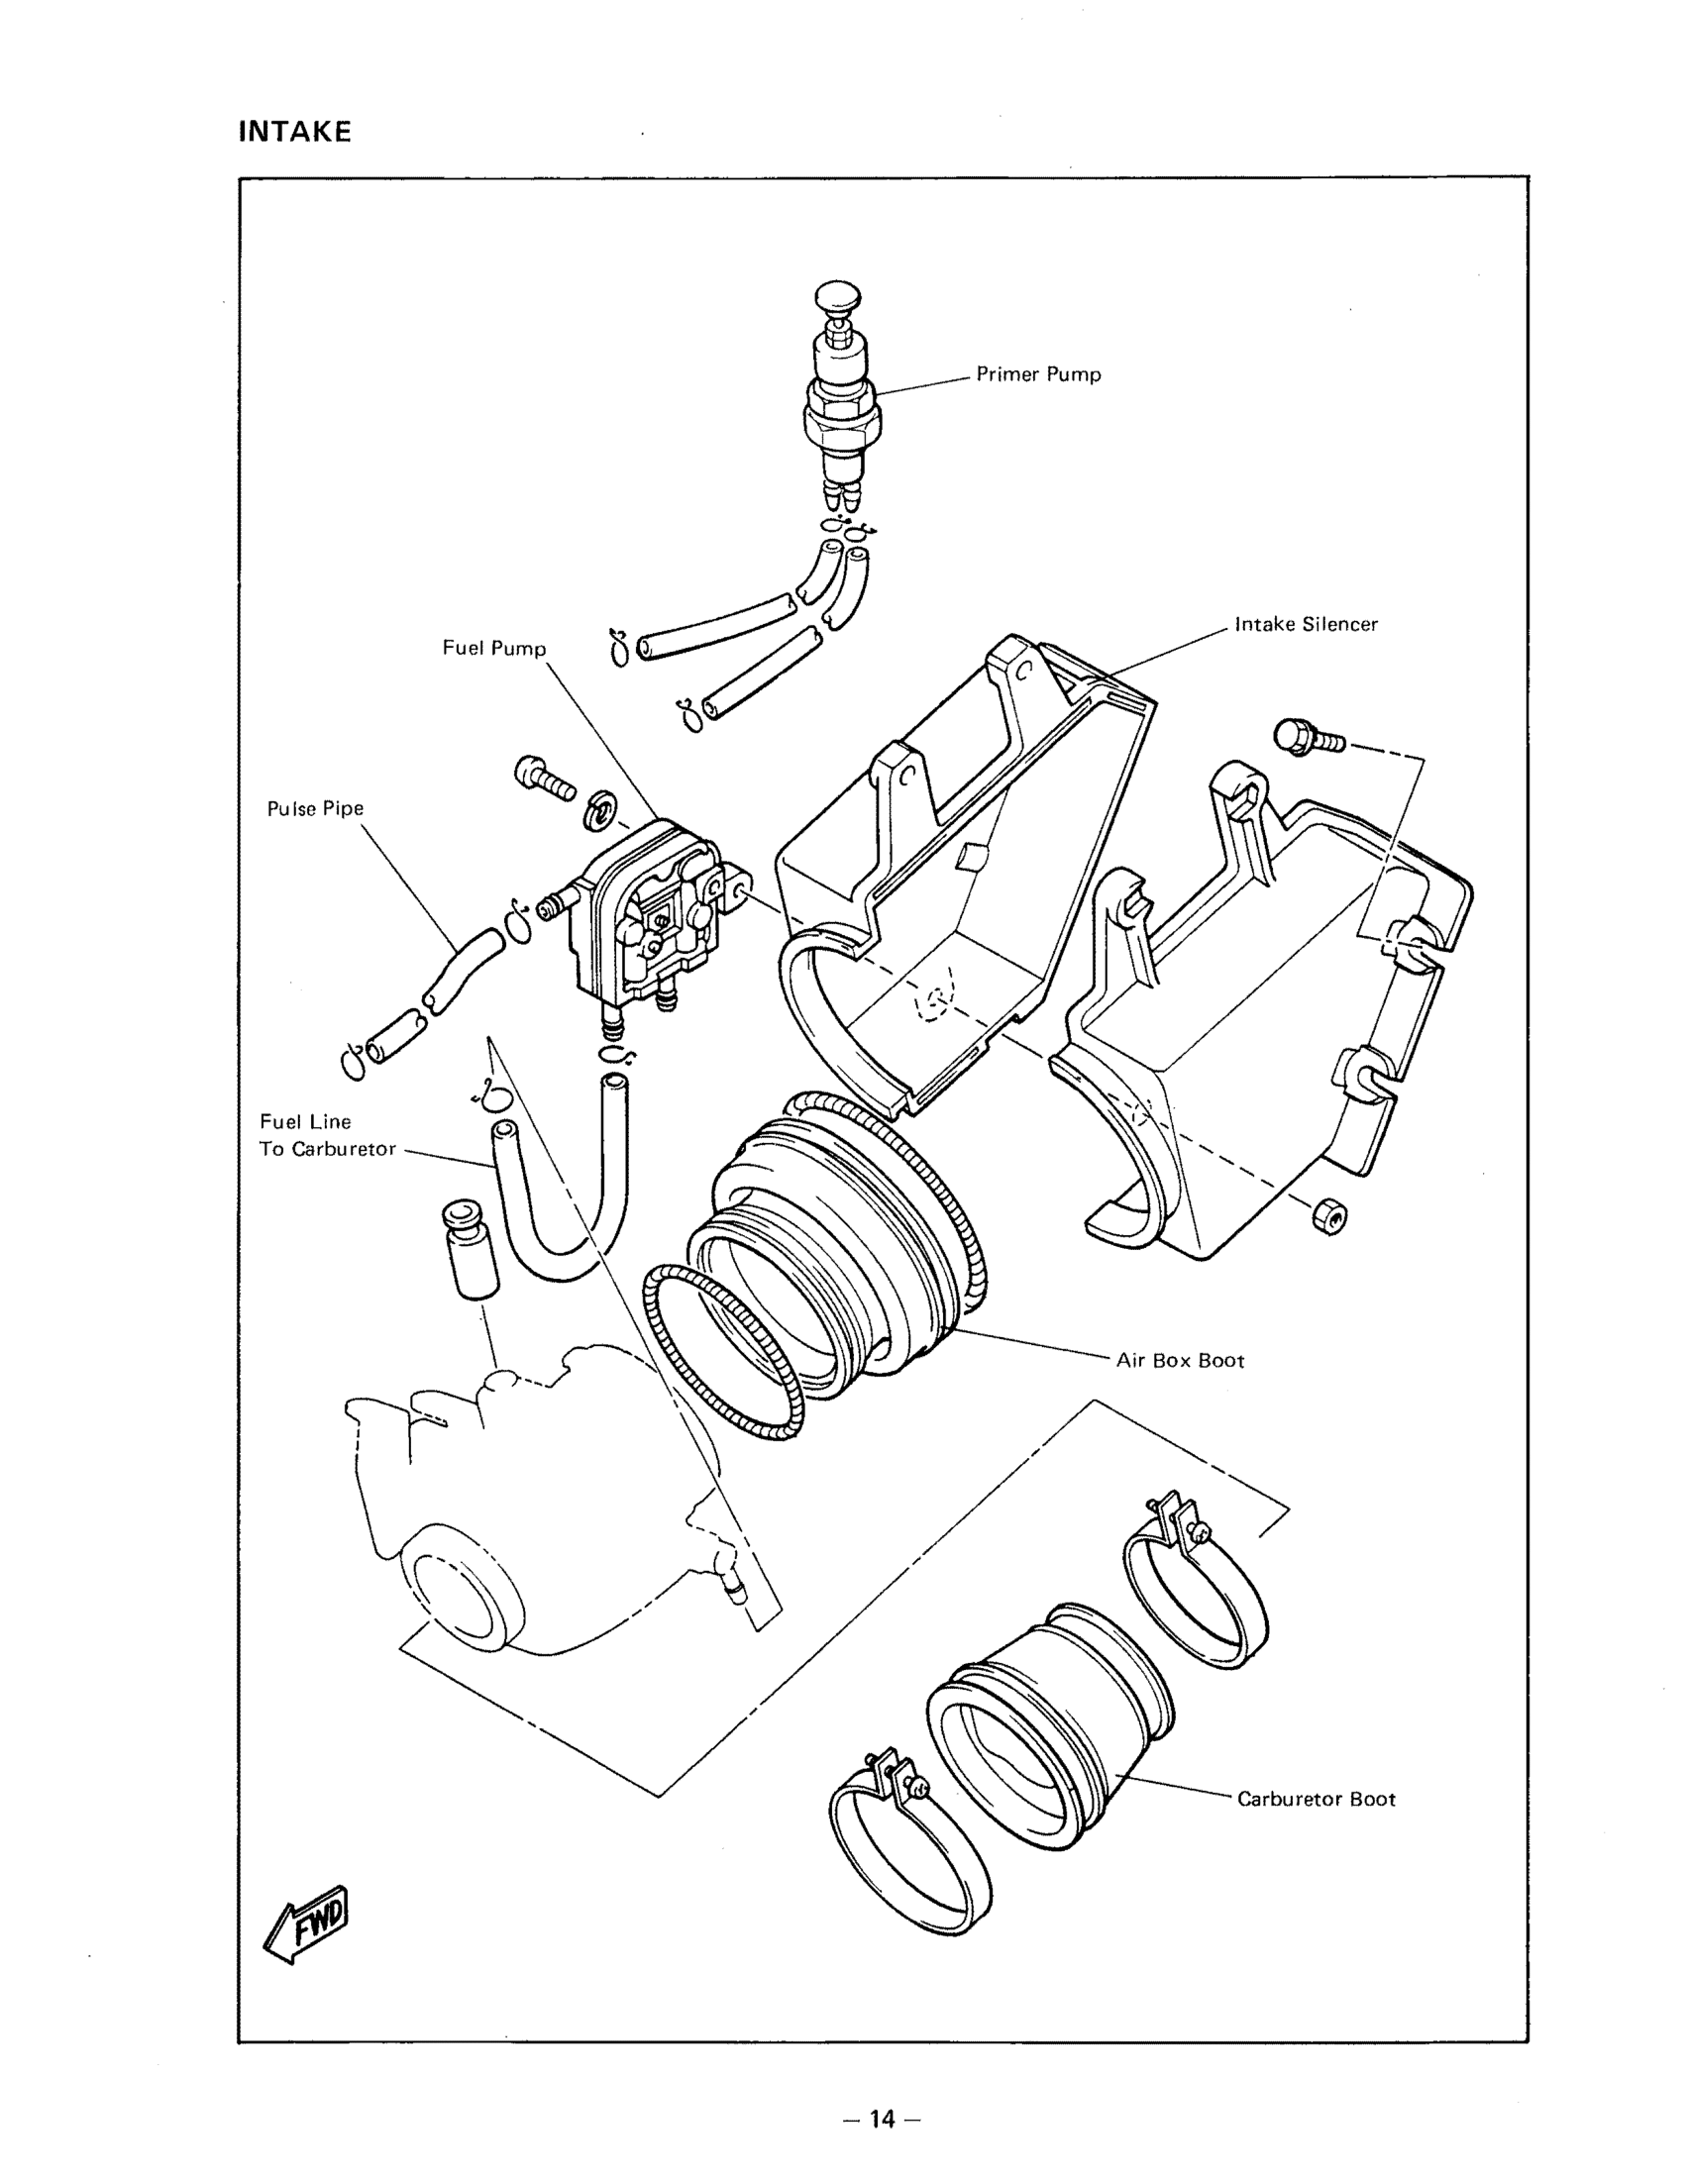 INTAKE
Primer Pump
Intake Silencer
Fuel Pump
Pulse Pipe
Fuel Line
To Carburetor
Air Box Boot
Carburetor Boot
FWD
— 14 —